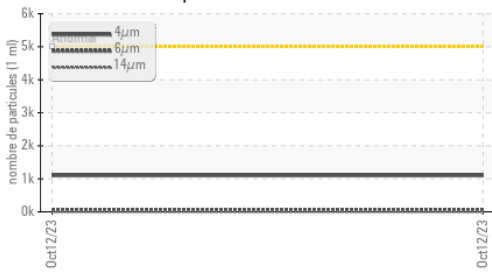 6k
5k
4k
3k
2k
1k
0k
nombre de particules (1 ml)
Anormal
4µm
6µm
14µm
Oct12/23
Oct12/23